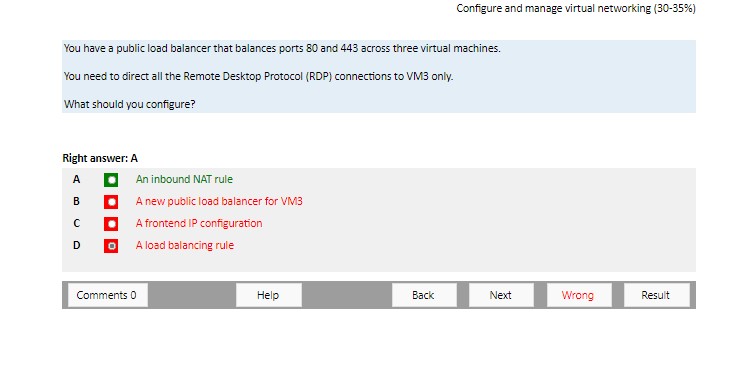 Configure and manage virtual networking (30-35%)
You have a public load balancer that balances ports 80 and 443 across three virtual machines.
You need to direct all the Remote Desktop Protocol (RDP) connections to VM3 only.
What should you configure?
Right answer: A
A An inbound NAT rule
B A new public load balancer for VM3
C A frontend IP configuration
D A load balancing rule
Comments 0 Help Back Next Wrong Result